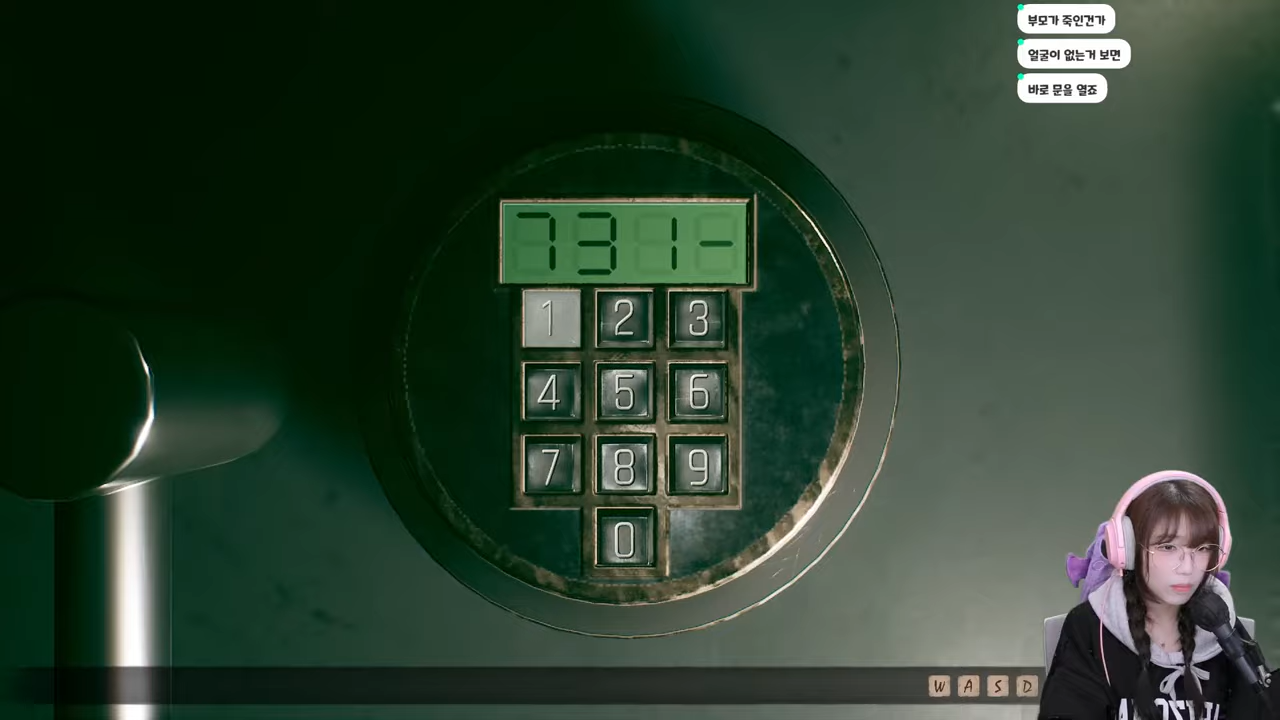 부모가 죽인건가
얼굴이 없는거 보면
바로 문을 열죠
731-
1 2 3
4 5 6
7 8 9
0
W A S D